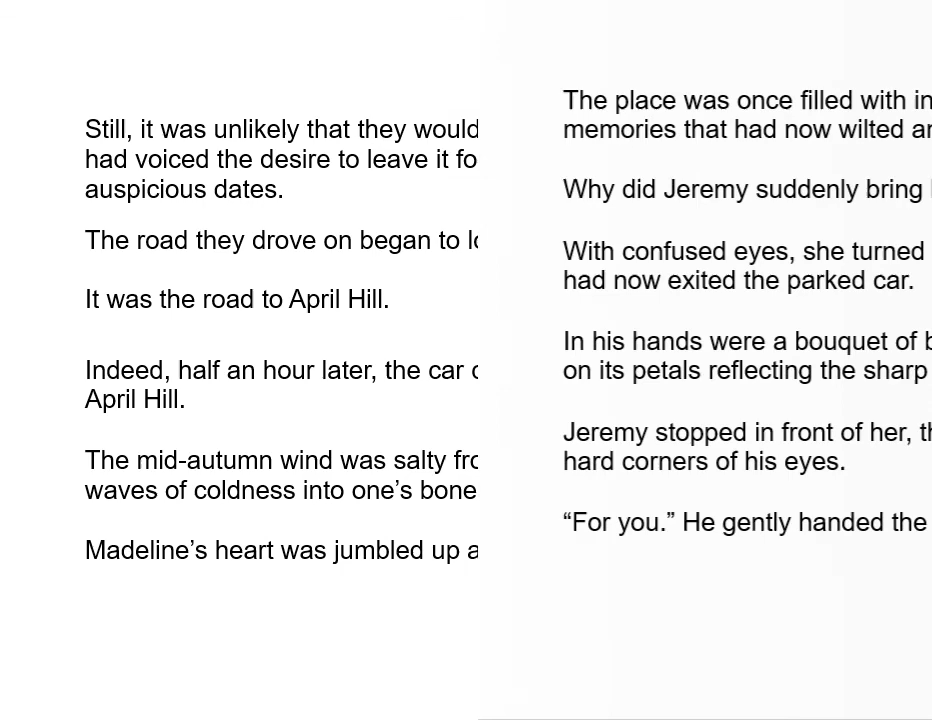 Still, it was unlikely that they would
had voiced the desire to leave it
auspicious dates.
The road they drove on began to
It was the road to April Hill.
Indeed, half an hour later, the car
April Hill.
The mid-autumn wind was salty
waves of coldness into one’s bone
Madeline’s heart was jumbled up
The place was once filled with
memories that had now wilted
Why did Jeremy suddenly bring
With confused eyes, she turned
had now exited the parked car.
In his hands were a bouquet of
on its petals reflecting the sharp
Jeremy stopped in front of her,
hard corners of his eyes.
“For you.” He gently handed the